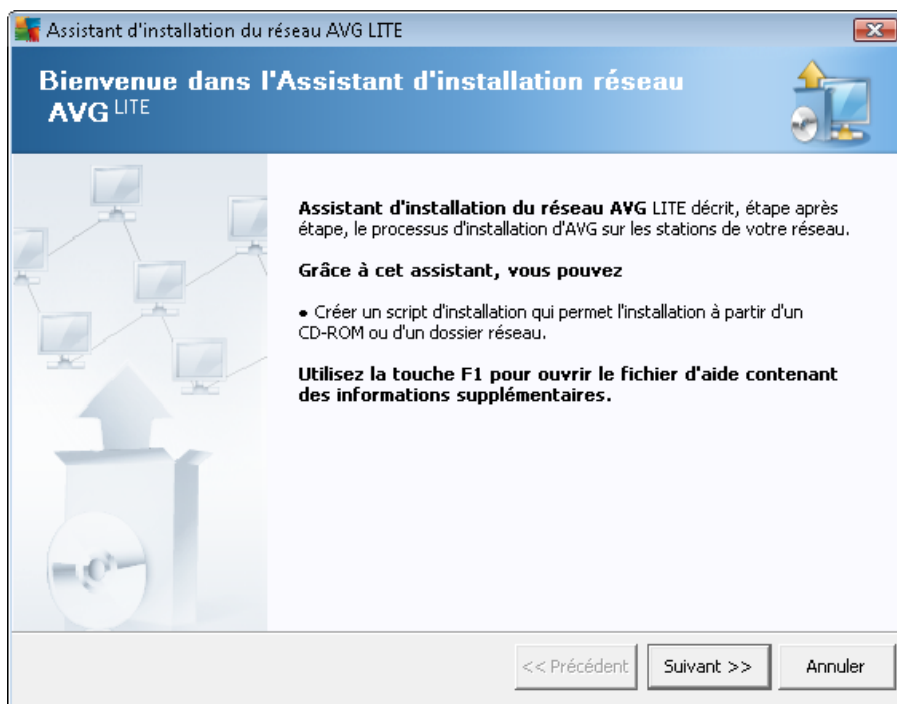 Assistant d'installation du réseau AVG LITE
Bienvenue dans l'Assistant d'installation réseau
AVG LITE
Assistant d'installation du réseau AVG LITE décrit, étape après
étape, le processus d'installation d'AVG sur les stations de votre réseau.
Grâce à cet assistant, vous pouvez
• Créer un script d'installation qui permet l'installation à partir d'un
CD-ROM ou d'un dossier réseau.
Utilisez la touche F1 pour ouvrir le fichier d'aide contenant
des informations supplémentaires.
<< Précédent Suivant >> Annuler